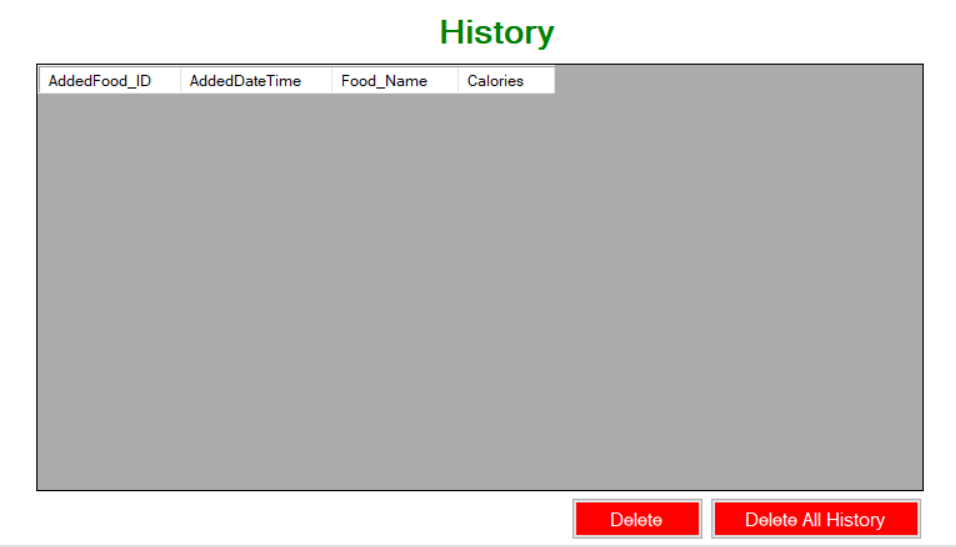 History
AddedFood_ID AddedDateTime Food_Name Calories
Delete Delete All History